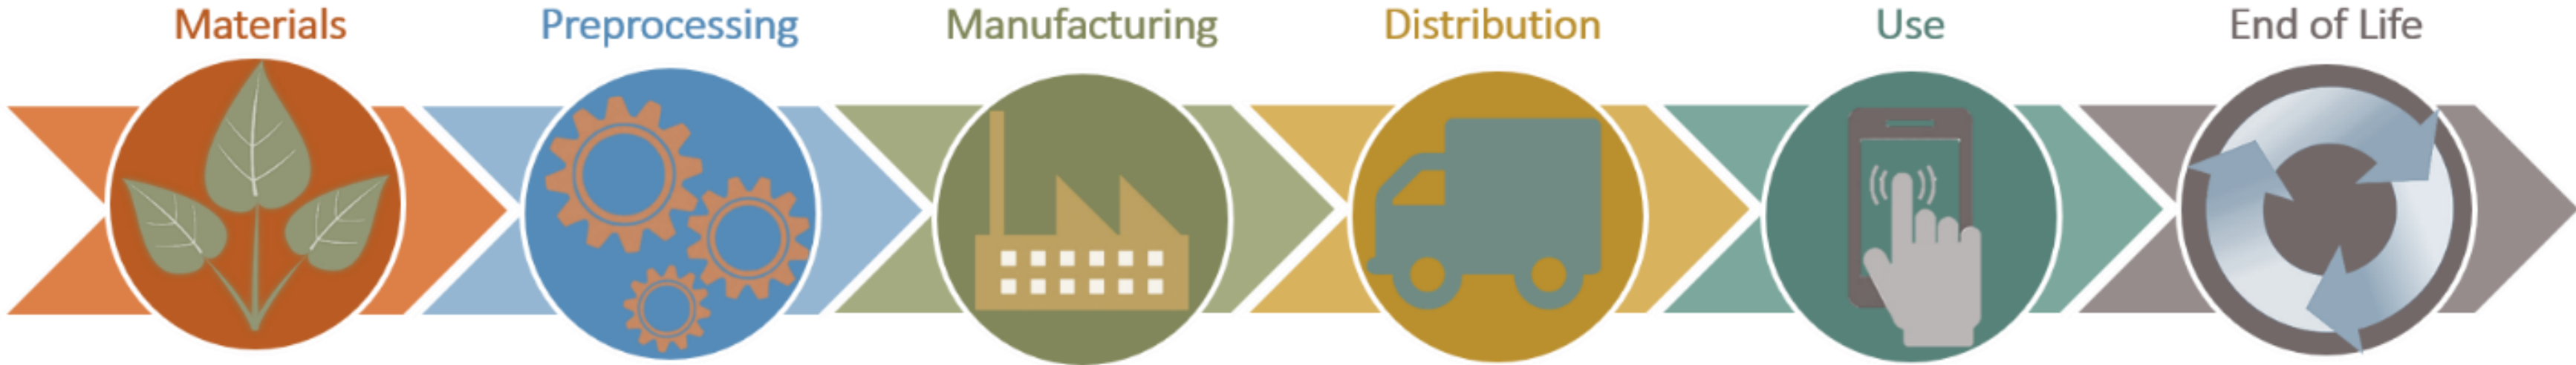 Materials Preprocessing Manufacturing Distribution Use End of Life